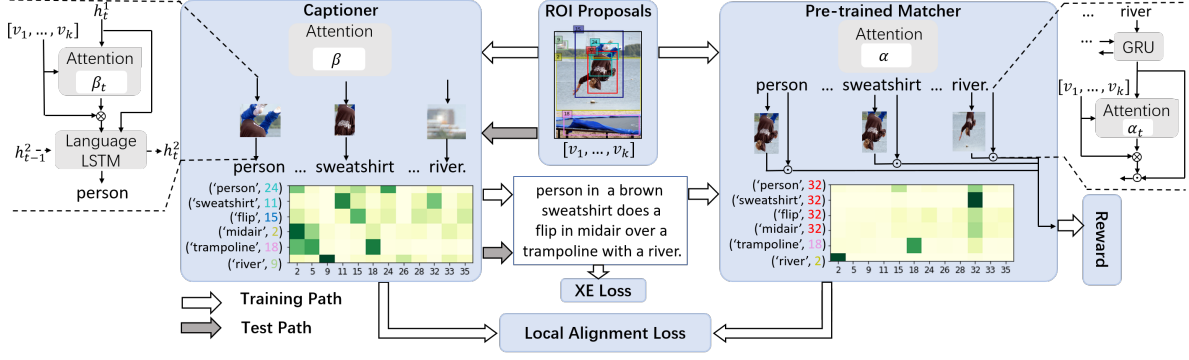 h_t^1
[v_1, ..., v_k]
Attention
β_t
⊗
Language
LSTM
h_{t-1}^2
h_t^2
person
Captioner
Attention
β
person ... sweatshirt ... river.
('person', 24)
('sweatshirt', 11)
('flip', 15)
('midair', 2)
('trampoline', 18)
('river', 9)
2 5 9 11 15 18 24 26 28 32 33 35
Training Path
Test Path
ROI Proposals
[v_1, ..., v_k]
person in a brown
sweatshirt does a
flip in midair over a
trampoline with a river.
XE Loss
Local Alignment Loss
Pre-trained Matcher
Attention
α
person ... sweatshirt ... river.
('person', 32)
('sweatshirt', 32)
('flip', 32)
('midair', 32)
('trampoline', 18)
('river', 2)
2 5 9 11 15 18 24 26 28 32 33 35
Reward
... river
...
GRU
[v_1, ..., v_k]
Attention
α_t